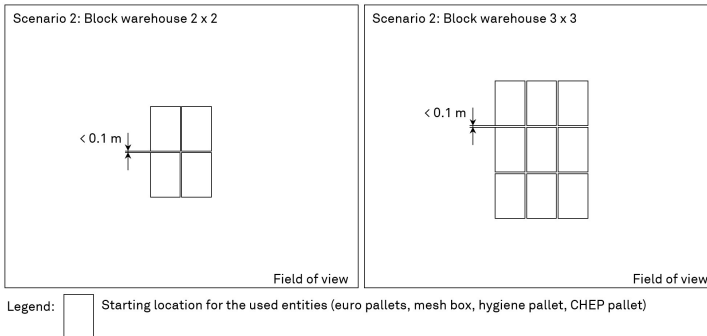 Scenario 2: Block warehouse 2 x 2
< 0.1 m
Field of view
Scenario 2: Block warehouse 3 x 3
< 0.1 m
Field of view
Legend: Starting location for the used entities (euro pallets, mesh box, hygiene pallet, CHEP pallet)